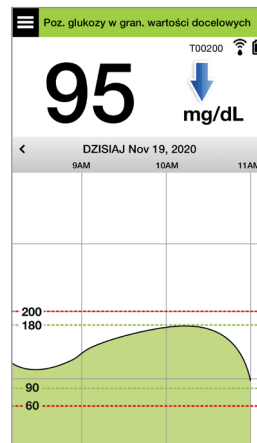 Poz. glukozy w gran. wartości docelowych
T00200
95
mg/dL
DZISIAJ Nov 19, 2020
9AM 10AM 11AM
200
180
90
60